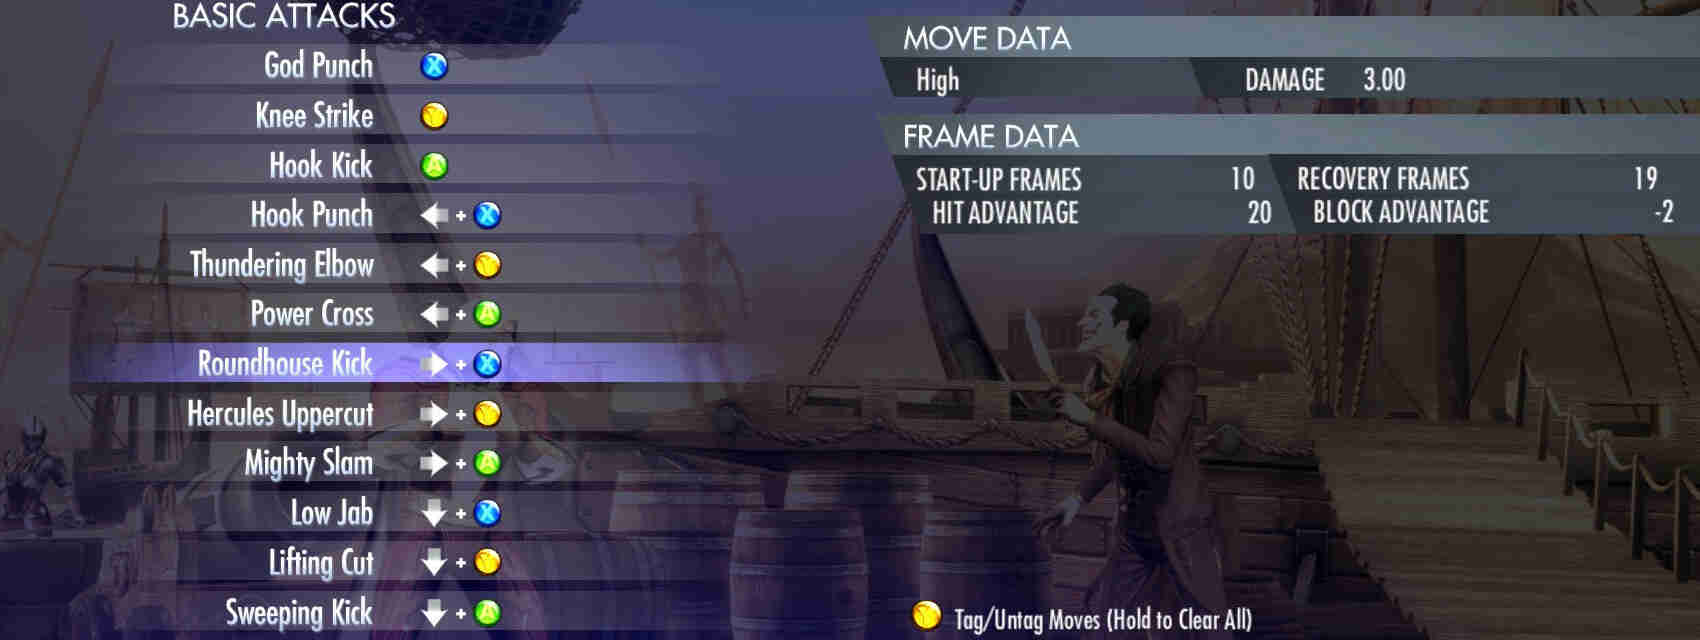 BASIC ATTACKS
God Punch X
Knee Strike Y
Hook Kick A
Hook Punch + X
Thundering Elbow + Y
Power Cross + A
Roundhouse Kick + X
Hercules Uppercut + Y
Mighty Slam + A
Low Jab + X
Lifting Cut + Y
Sweeping Kick + A
MOVE DATA
High DAMAGE 3.00
FRAME DATA
START-UP FRAMES 10 RECOVERY FRAMES 19
HIT ADVANTAGE 20 BLOCK ADVANTAGE -2
Y Tag/Untag Moves (Hold to Clear All)